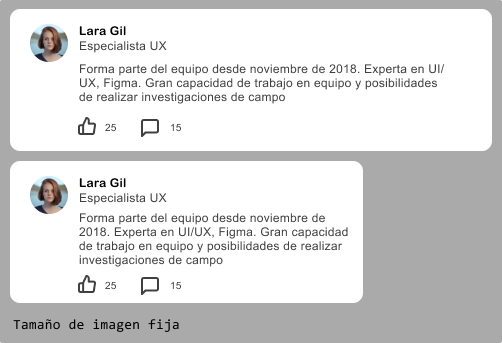 Lara Gil
Especialista UX
Forma parte del equipo desde noviembre de 2018. Experta en UI/
UX, Figma. Gran capacidad de trabajo en equipo y posibilidades
de realizar investigaciones de campo
25 15
Lara Gil
Especialista UX
Forma parte del equipo desde noviembre de
2018. Experta en UI/UX, Figma. Gran capacidad
de trabajo en equipo y posibilidades de realizar
investigaciones de campo
25 15
Tamaño de imagen fija